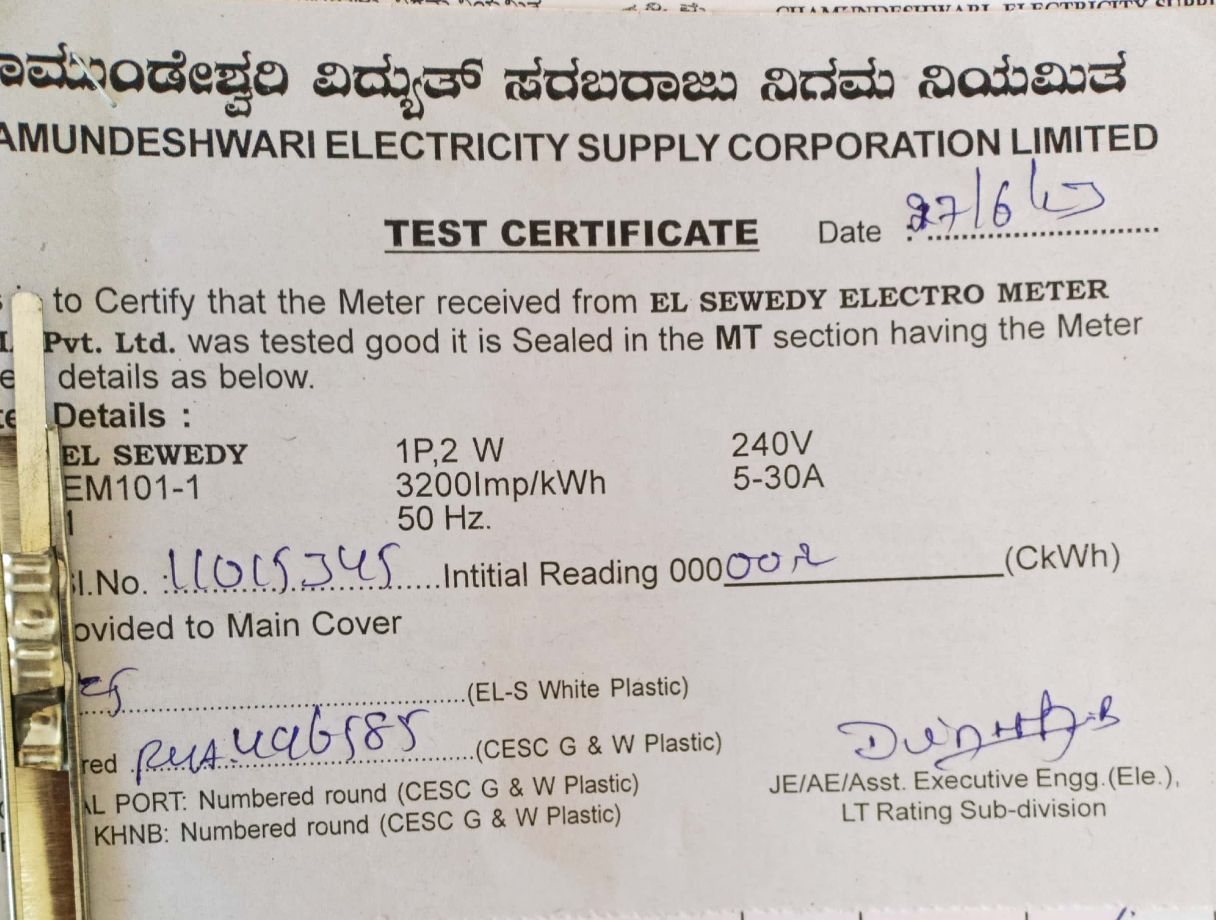 ಾಮುಂಡೇಶ್ವರಿ ವಿದ್ಯುತ್ ಸರಬರಾಜು ನಿಗಮ ನಿಯಮಿತ
AMUNDESHWARI ELECTRICITY SUPPLY CORPORATION LIMITED
TEST CERTIFICATE Date : 27/6/
to Certify that the Meter received from EL SEWEDY ELECTRO METER
Pvt. Ltd. was tested good it is Sealed in the MT section having the Meter
details as below.
Details :
EL SEWEDY 1P,2 W 240V
EM101-1 3200Imp/kWh 5-30A
1 50 Hz.
Sl.No. : 11015345 Intitial Reading 000002 (CkWh)
ovided to Main Cover
(EL-S White Plastic)
red 496585 (CESC G & W Plastic)
AL PORT: Numbered round (CESC G & W Plastic)
KHNB: Numbered round (CESC G & W Plastic)
JE/AE/Asst. Executive Engg.(Ele.),
LT Rating Sub-division